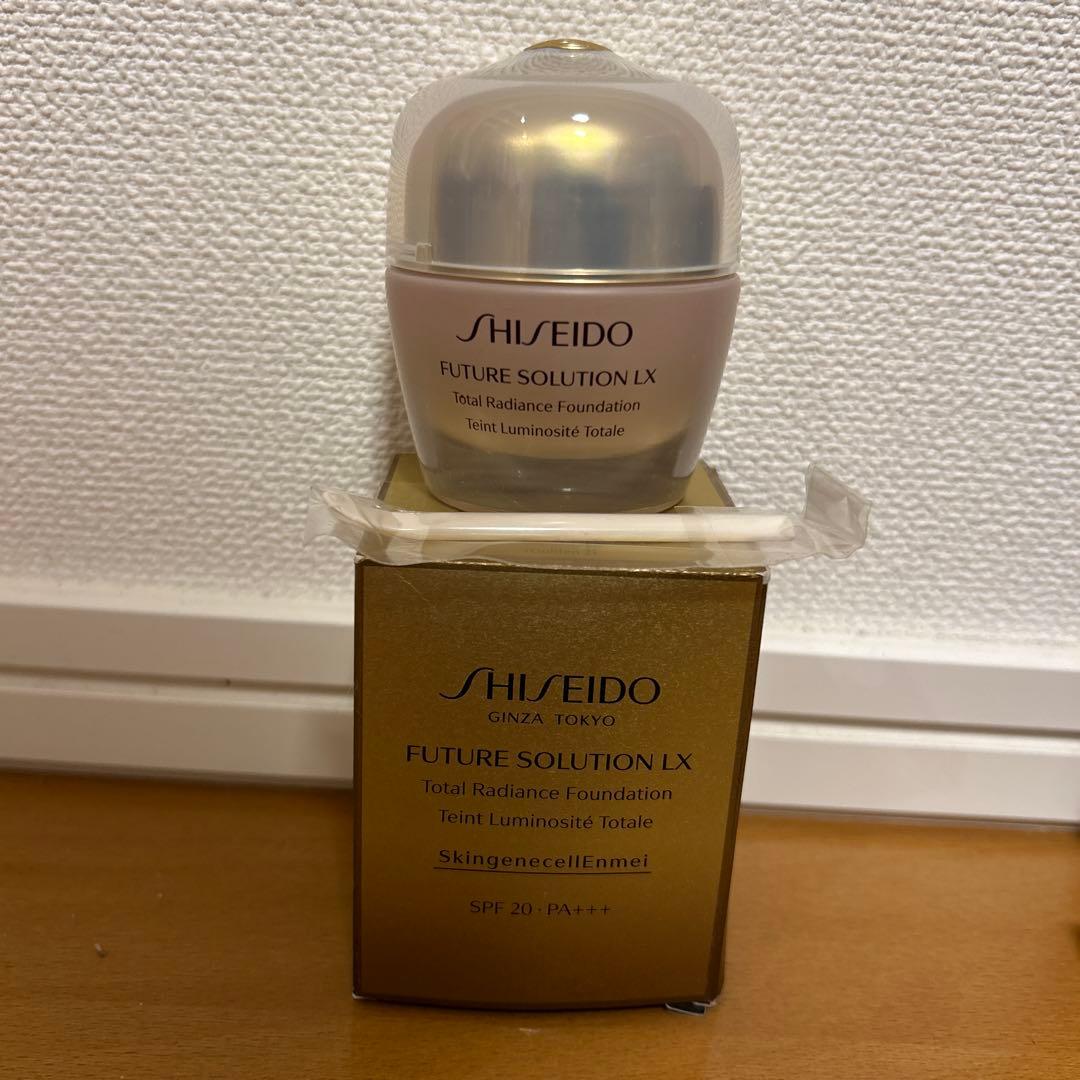 SHISEIDO
FUTURE SOLUTION LX
Total Radiance Foundation
Teint Luminosité Totale
SHISEIDO
GINZA TOKYO
FUTURE SOLUTION LX
Total Radiance Foundation
Teint Luminosité Totale
SkingenecellEnmei
SPF 20・PA+++